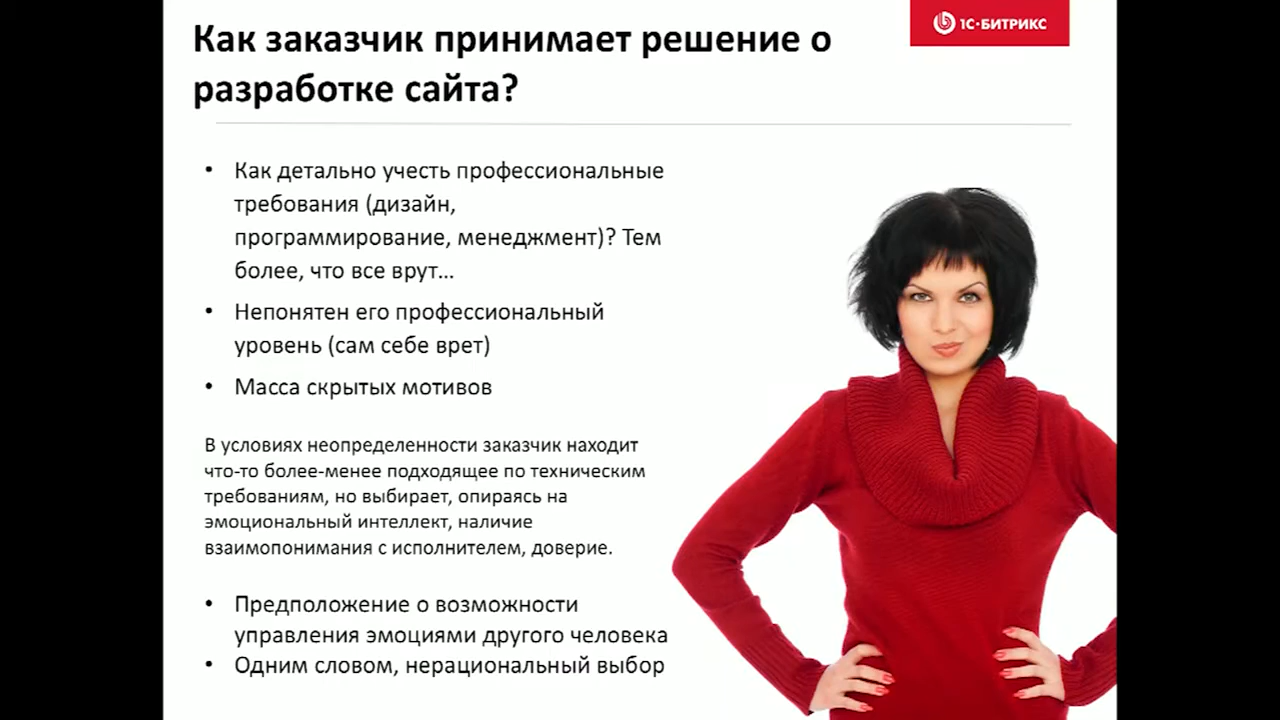 Как заказчик принимает решение о
разработке сайта?
1С·БИТРИКС
• Как детально учесть профессиональные
требования (дизайн,
программирование, менеджмент)? Тем
более, что все врут…
• Непонятен его профессиональный
уровень (сам себе врет)
• Масса скрытых мотивов
В условиях неопределенности заказчик находит
что-то более-менее подходящее по техническим
требованиям, но выбирает, опираясь на
эмоциональный интеллект, наличие
взаимопонимания с исполнителем, доверие.
• Предположение о возможности
управления эмоциями другого человека
• Одним словом, нерациональный выбор